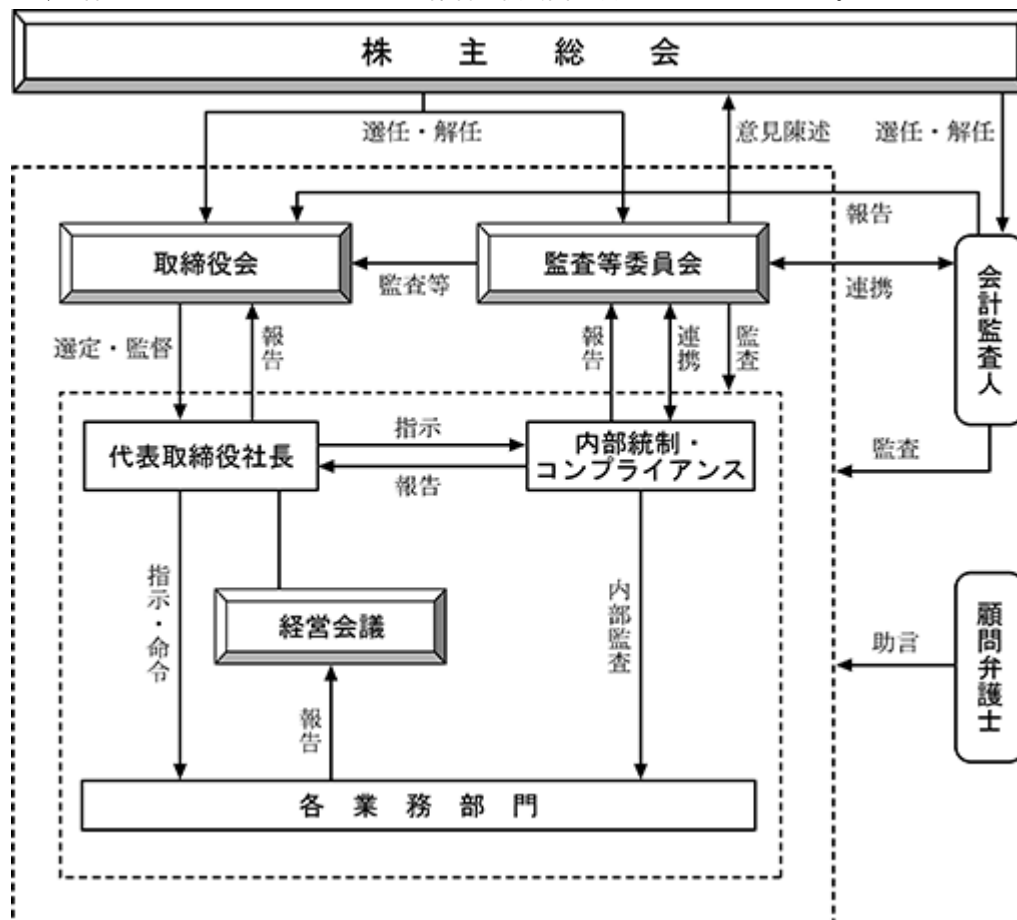 株主総会
選任・解任
意見陳述
選任・解任
報告
取締役会
監査等
監査等委員会
連携
会計監査人
選定・監督
報告
報告
連携
監査
代表取締役社長
指示
報告
内部統制・
コンプライアンス
監査
指示・命令
経営会議
内部監査
助言
顧問弁護士
報告
各業務部門